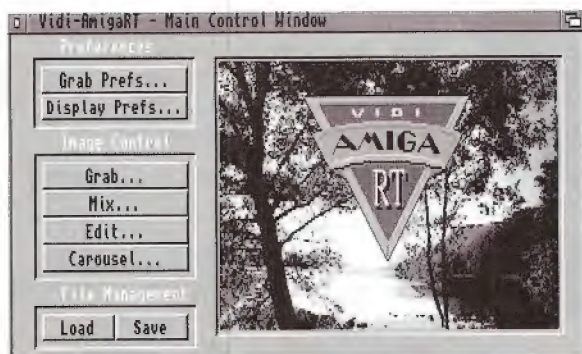 Vidi-AmigaRT - Main Control Window
Preferences
Grab Prefs...
Display Prefs...
Image Control
Grab...
Mix...
Edit...
Carousel...
File Management
Load
Save
VIDI
AMIGA
RT